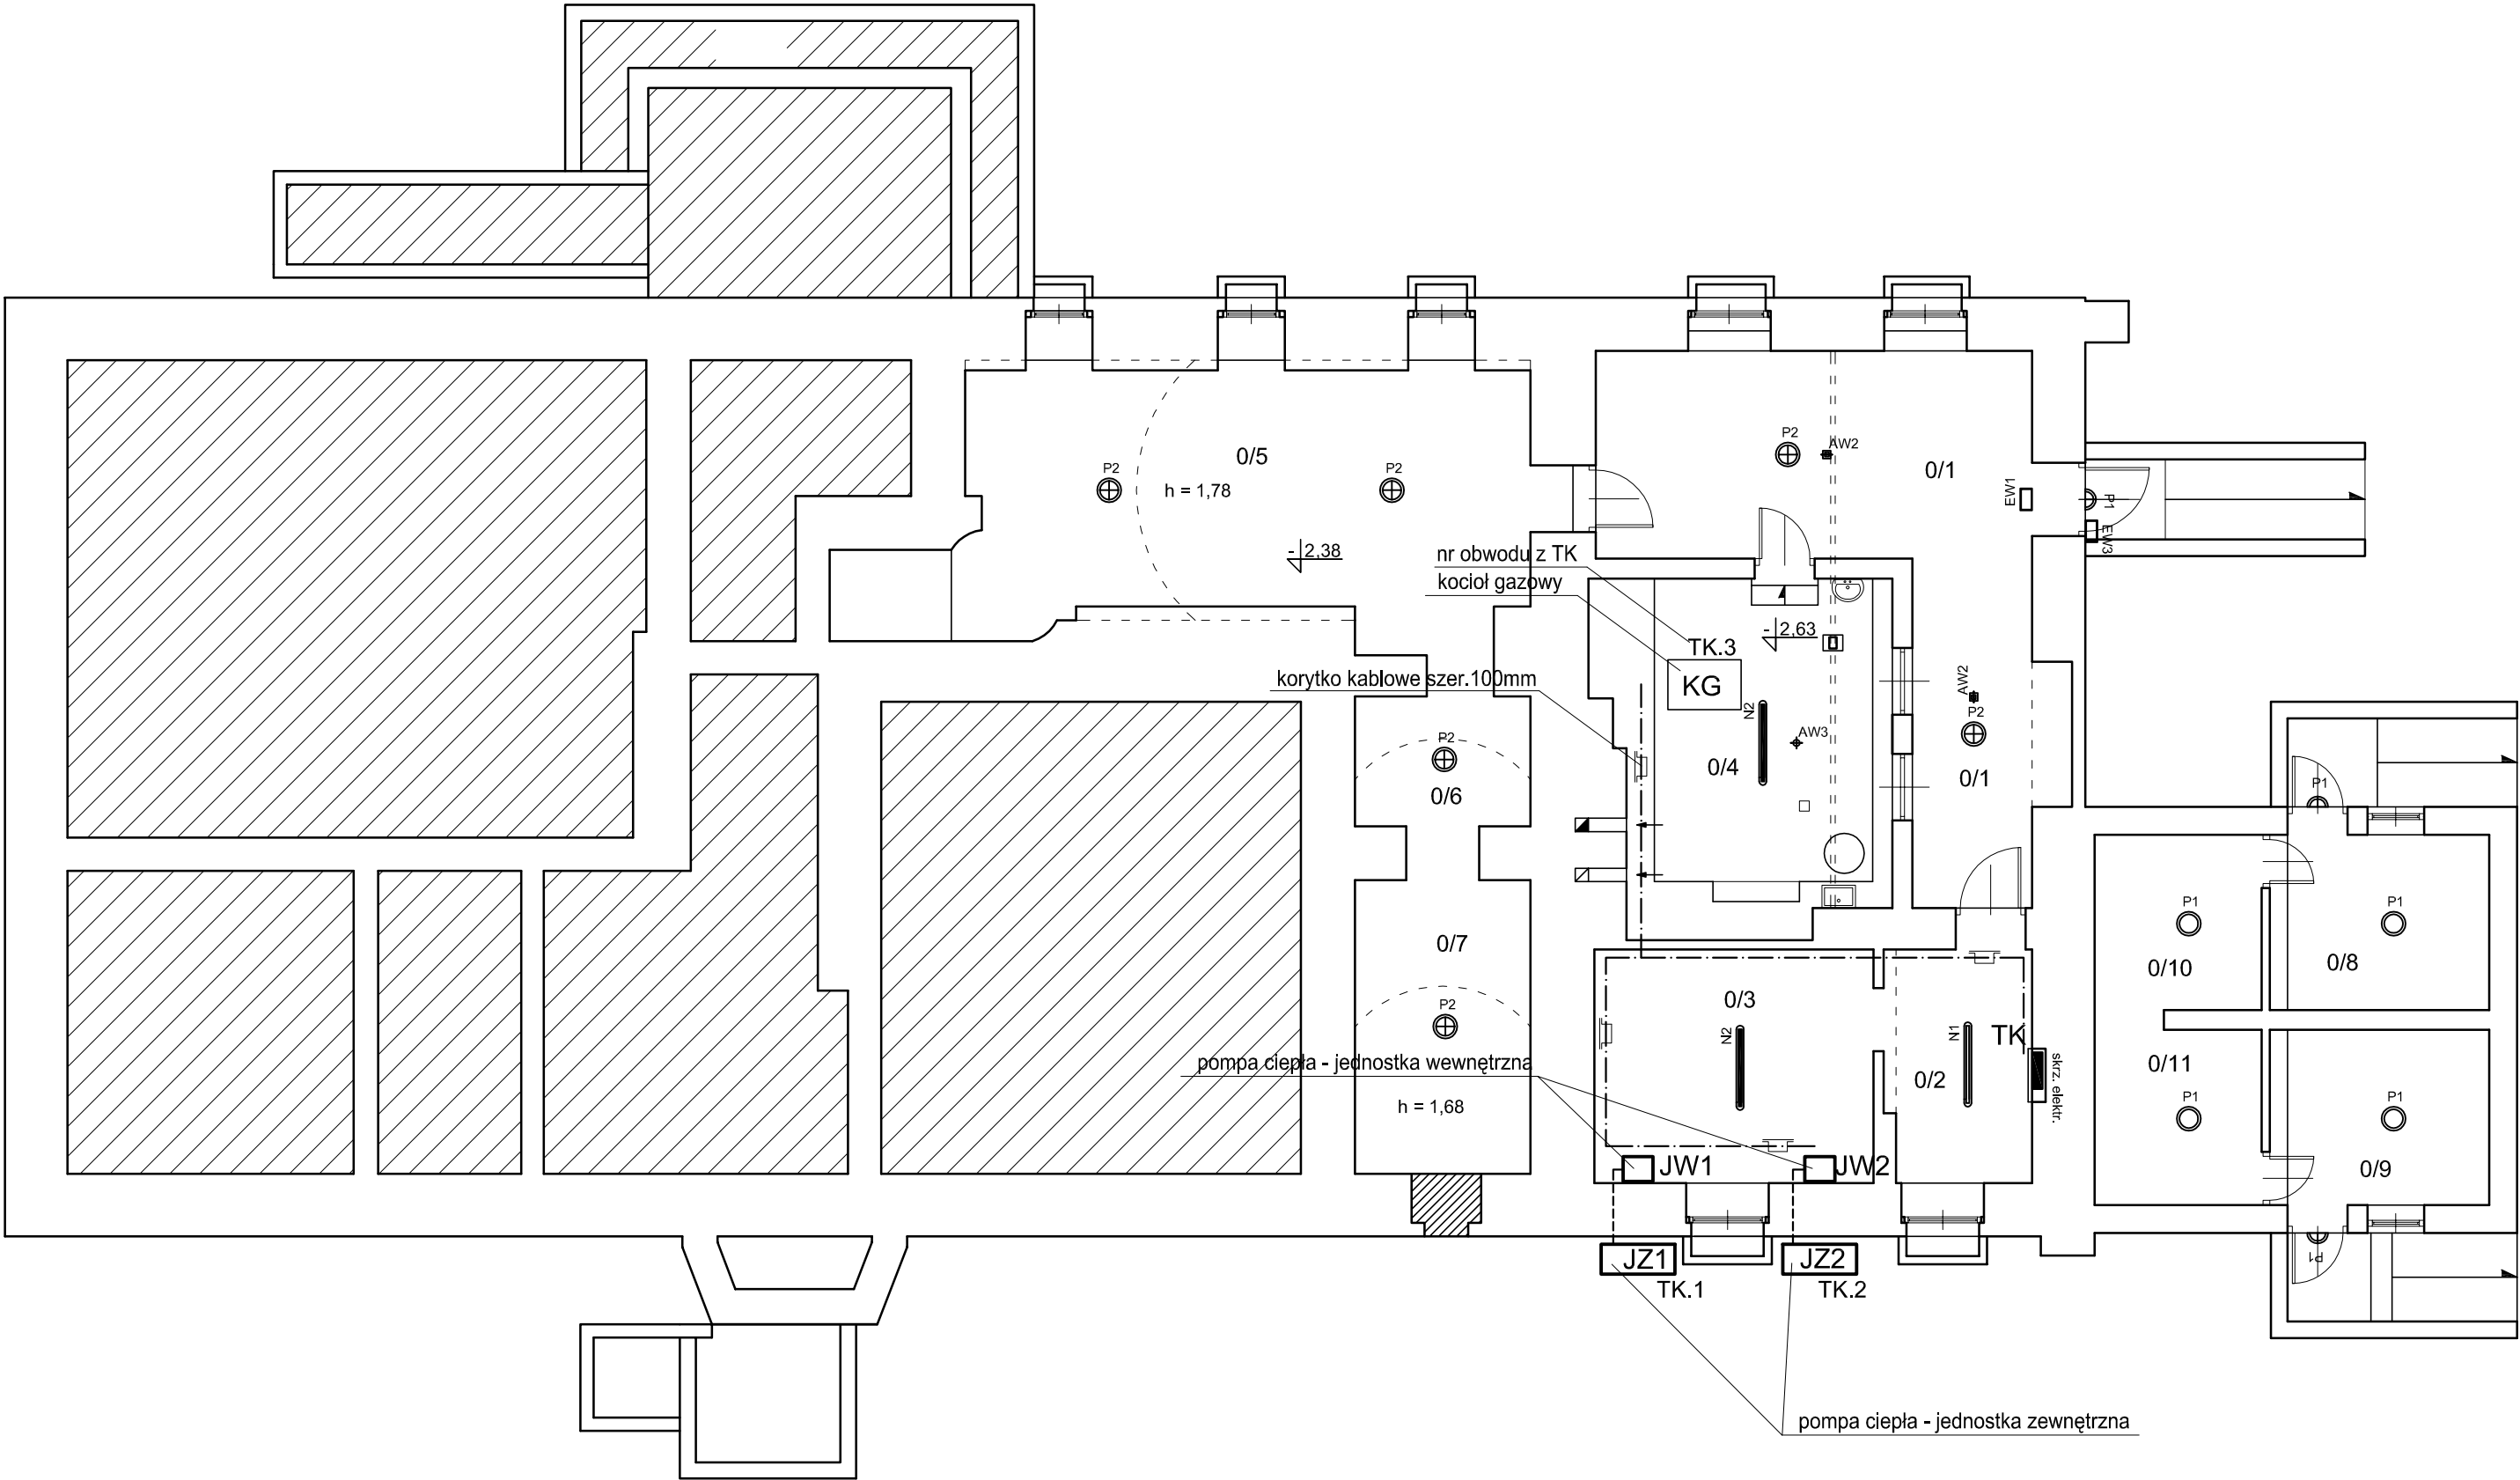 P2
AW2
0/5
P2
P2
0/1
h = 1,78
EW1
P1
EW3
- 2,38
nr obwodu z TK
kocioł gazowy
- 2,63
TK.3
korytko kablowe szer.100mm
KG
AW2
N2
P2
AW3
P2
0/4
0/1
0/6
P1
P1
P1
0/7
0/10
0/8
0/3
P2
N2
N1
TK
skrz. elektr.
pompa ciepła - jednostka wewnętrzna
0/11
0/2
h = 1,68
P1
P1
JW1
JW2
0/9
JZ1
JZ2
P1
TK.1
TK.2
pompa ciepła - jednostka zewnętrzna